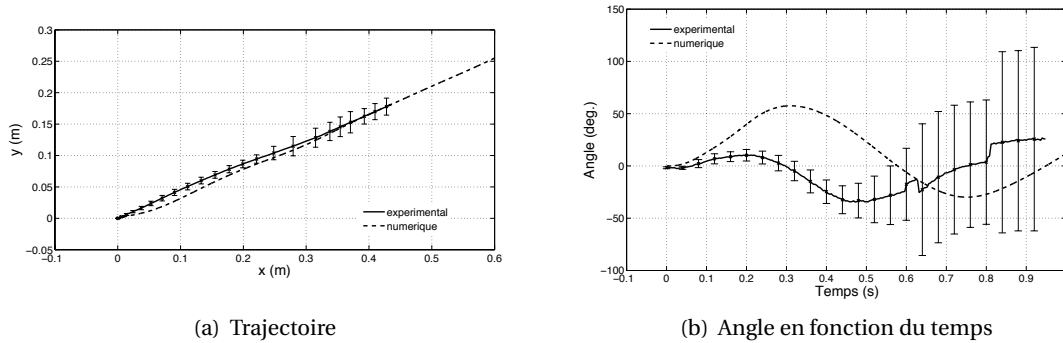 0.3
0.25
0.2
0.15
0.1
0.05
0
−0.05
y (m)
−0.1 0 0.1 0.2 0.3 0.4 0.5 0.6
x (m)
experimental
numerique
(a) Trajectoire
150
100
50
0
−50
−100
Angle (deg.)
−0.1 0 0.1 0.2 0.3 0.4 0.5 0.6 0.7 0.8 0.9
Temps (s)
experimental
numerique
(b) Angle en fonction du temps